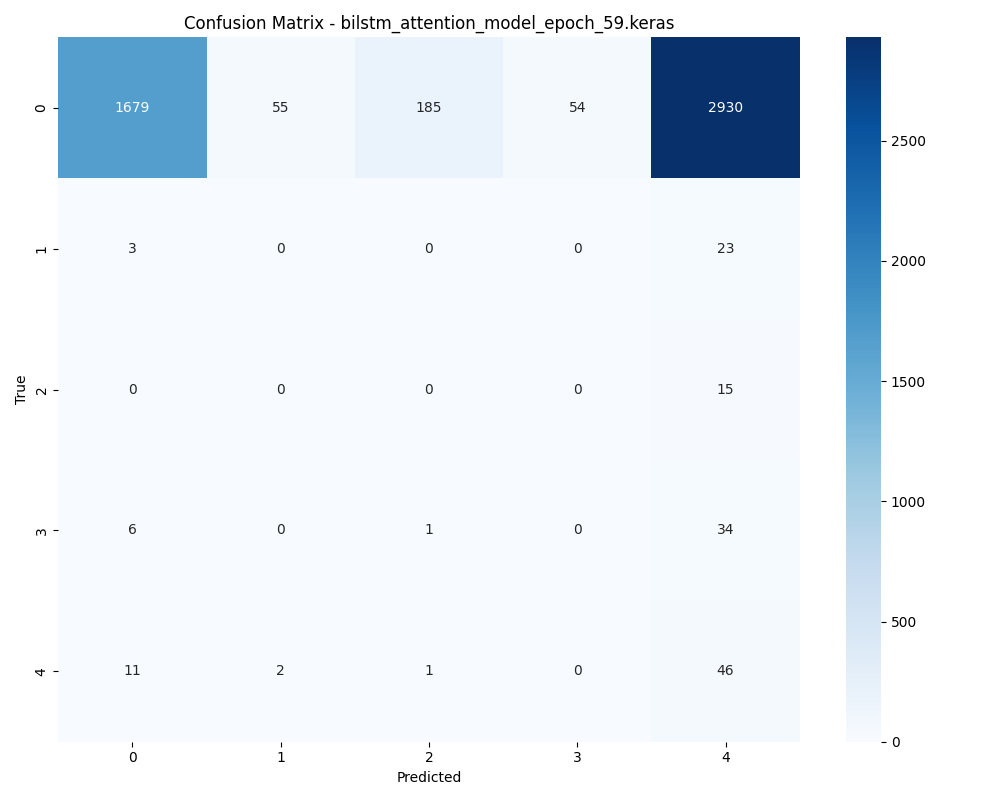 Confusion Matrix - bilstm_attention_model_epoch_59.keras
0 1679 55 185 54 2930
1 3 0 0 0 23
2 0 0 0 0 15
3 6 0 1 0 34
4 11 2 1 0 46
0 1 2 3 4
True
Predicted
2500
2000
1500
1000
500
0